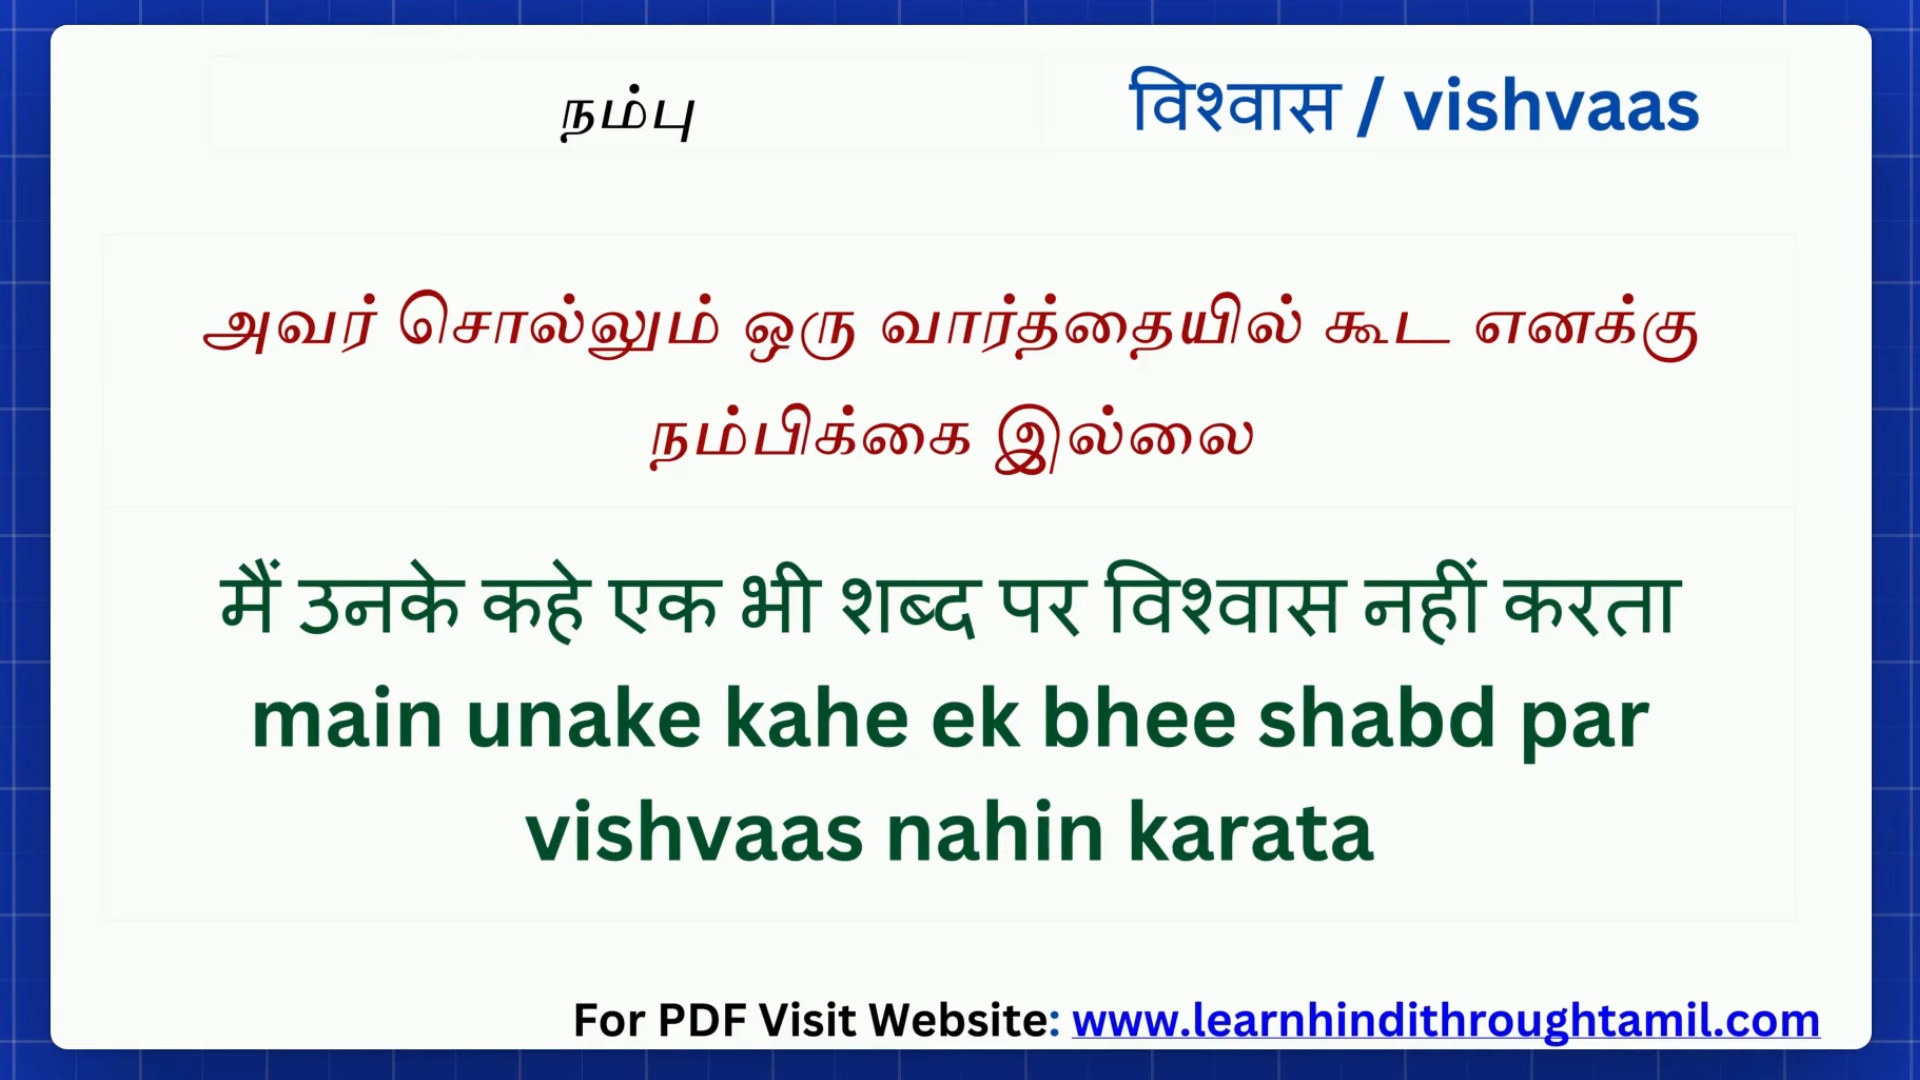 நம்பு
विश्वास / vishvaas
அவர் சொல்லும் ஒரு வார்த்தையில் கூட எனக்கு
நம்பிக்கை இல்லை
मैं उनके कहे एक भी शब्द पर विश्वास नहीं करता
main unake kahe ek bhee shabd par
vishvaas nahin karata
For PDF Visit Website: www.learnhindithroughtamil.com